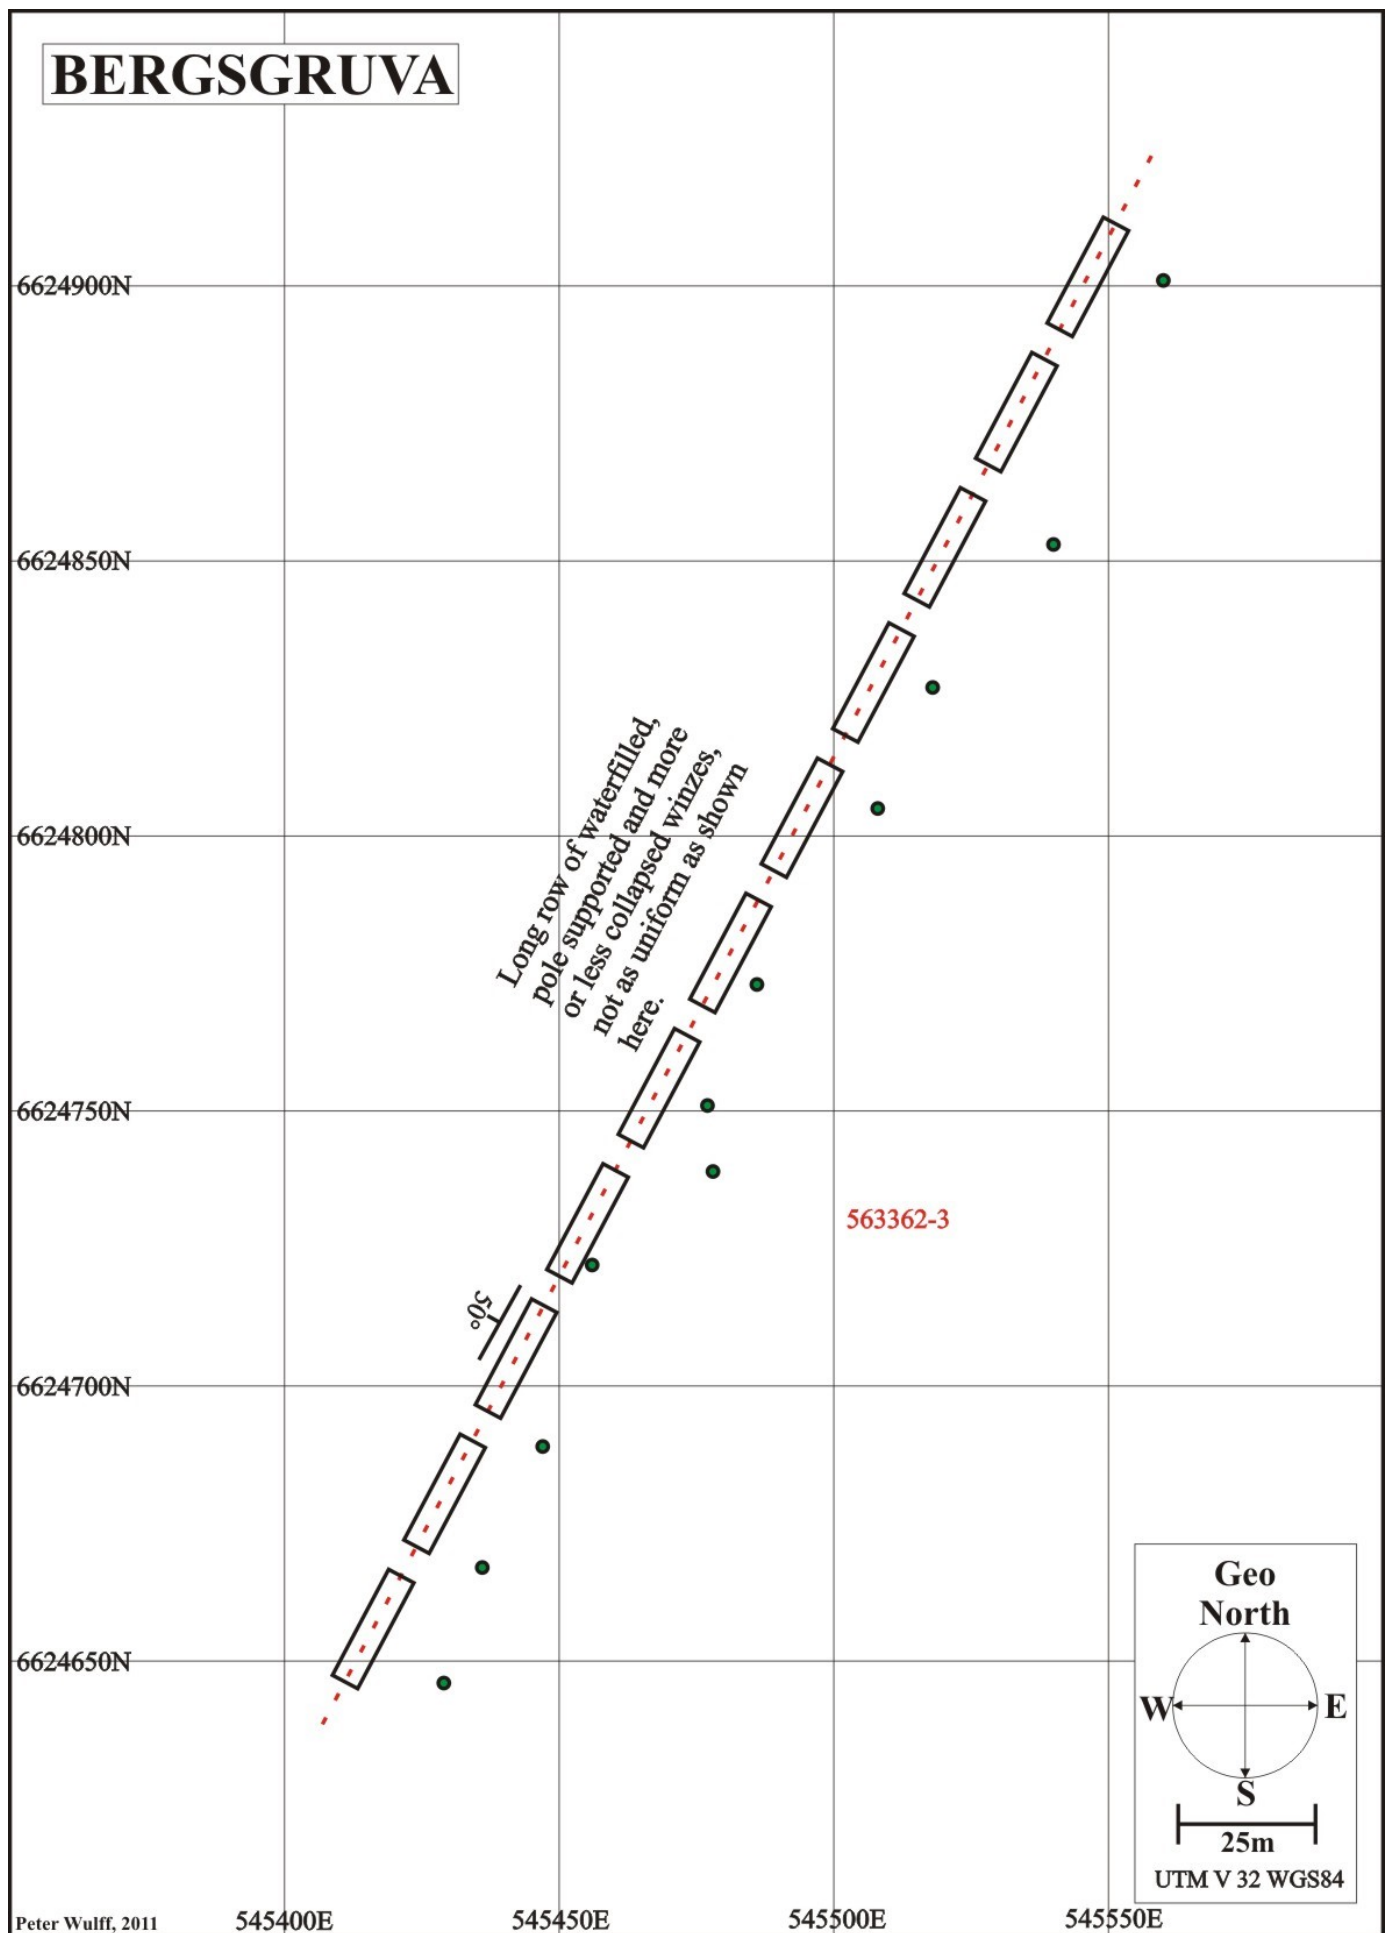 BERGSGRUVA
6624900N
6624850N
Long row of waterfilled,
pole supported and more
or less collapsed winzes,
not as uniform as shown
here.
6624800N
6624750N
563362-3
50°
6624700N
6624650N
Geo
North
W
E
S
25m
UTM V 32 WGS84
Peter Wulff, 2011
545400E
545450E
545500E
545550E